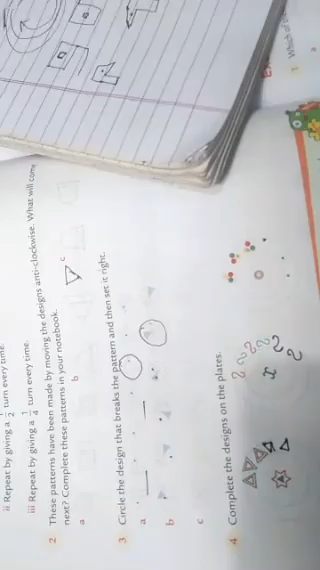 ii Repeat by giving a 1/2 turn every time.
iii Repeat by giving a 1/4 turn every time.
2 These patterns have been made by moving the designs anti-clockwise. What will come
next? Complete these patterns in your notebook.
a
b
c
3 Circle the design that breaks the pattern and then set it right.
a
b
c
4 Complete the designs on the plates.
1 Which of
a